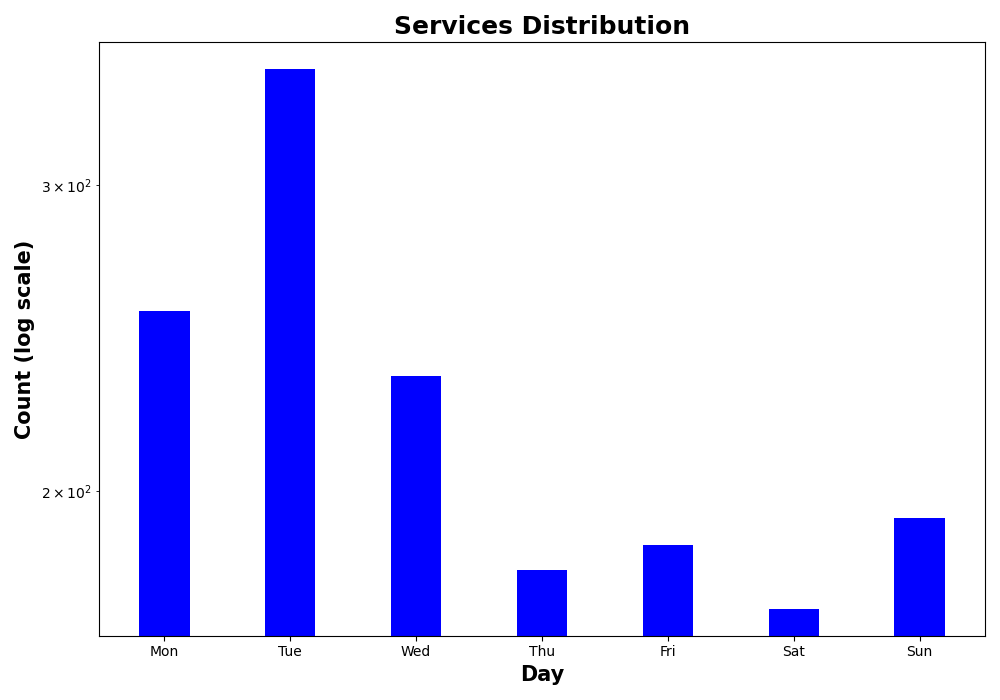 Services Distribution
Count (log scale)
3 × 10²
2 × 10²
Mon Tue Wed Thu Fri Sat Sun
Day